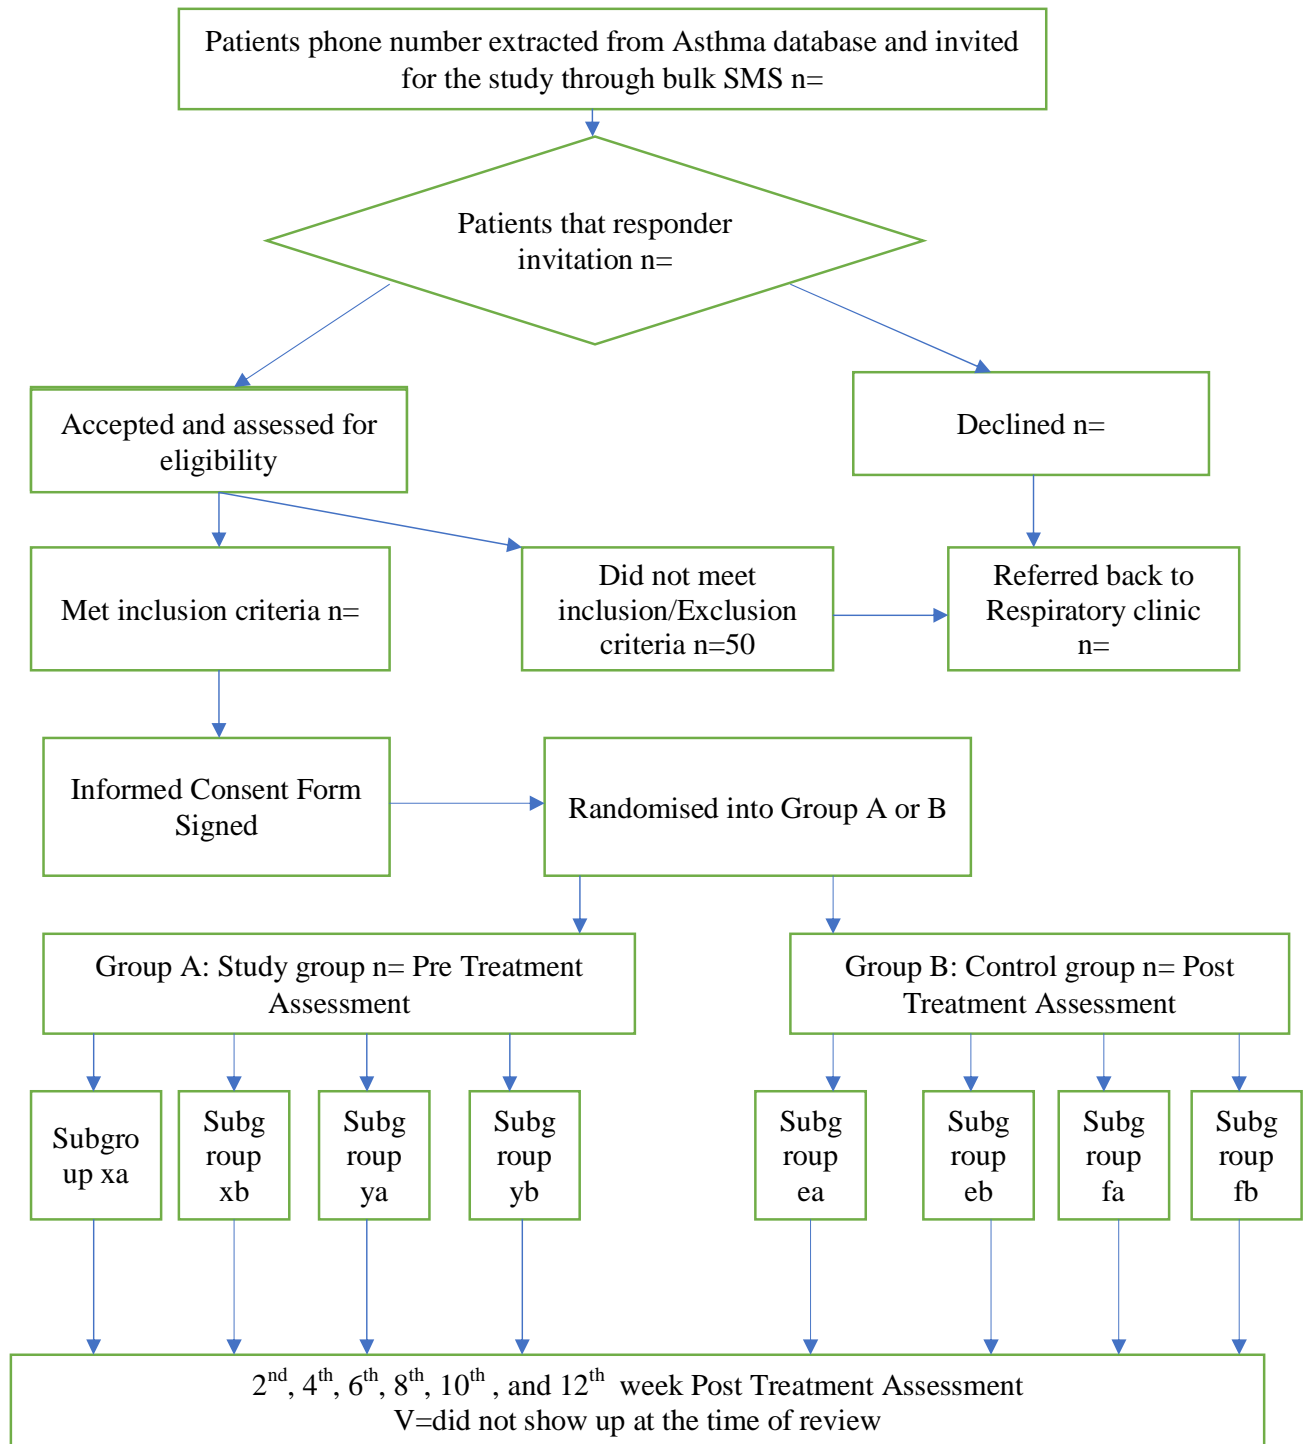 Patients phone number extracted from Asthma database and invited
for the study through bulk SMS n=
Patients that responder
invitation n=
Accepted and assessed for
eligibility
Declined n=
Met inclusion criteria n=
Did not meet
inclusion/Exclusion
criteria n=50
Referred back to
Respiratory clinic
n=
Informed Consent Form
Signed
Randomised into Group A or B
Group A: Study group n= Pre Treatment
Assessment
Group B: Control group n= Post
Treatment Assessment
Subgro
up xa
Subg
roup
xb
Subg
roup
ya
Subg
roup
yb
Subg
roup
ea
Subg
roup
eb
Subg
roup
fa
Subg
roup
fb
2nd, 4th, 6th, 8th, 10th , and 12th week Post Treatment Assessment
V=did not show up at the time of review